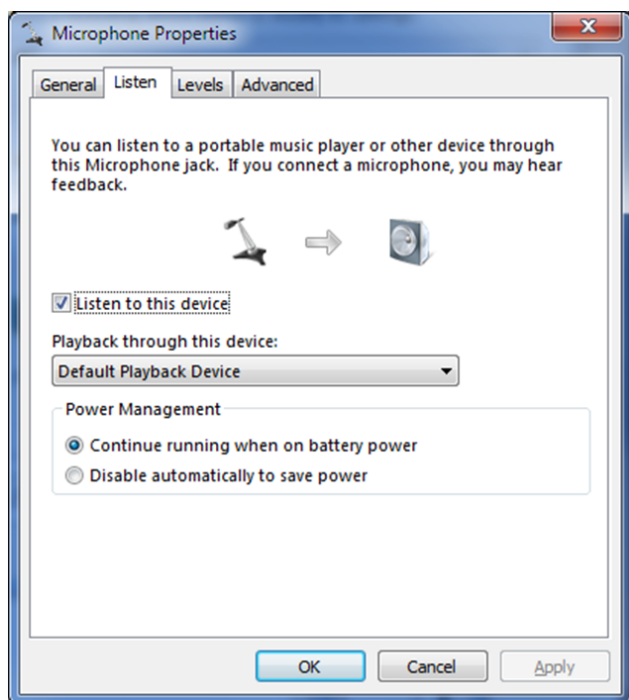 Microphone Properties
General Listen Levels Advanced
You can listen to a portable music player or other device through
this Microphone jack. If you connect a microphone, you may hear
feedback.
Listen to this device
Playback through this device:
Default Playback Device
Power Management
Continue running when on battery power
Disable automatically to save power
OK Cancel Apply